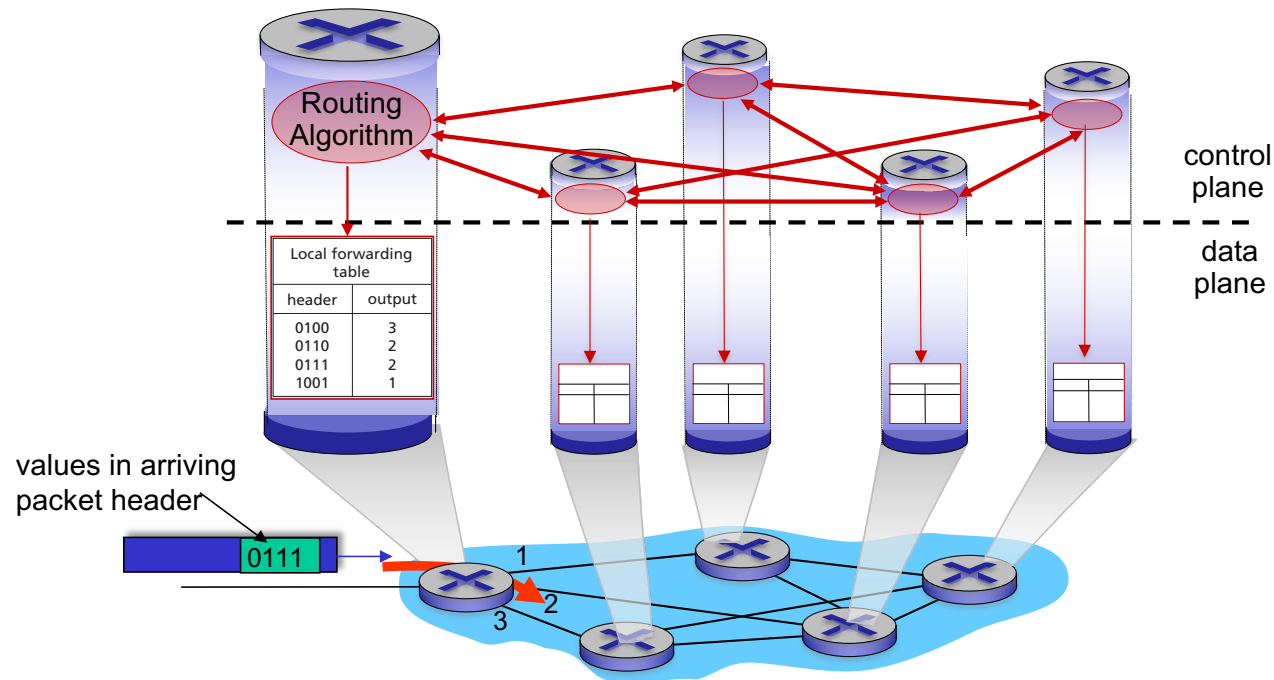 Routing
Algorithm
control
plane
data
plane
Local forwarding
table
header output
0100 3
0110 2
0111 2
1001 1
values in arriving
packet header
0111
1
2
3